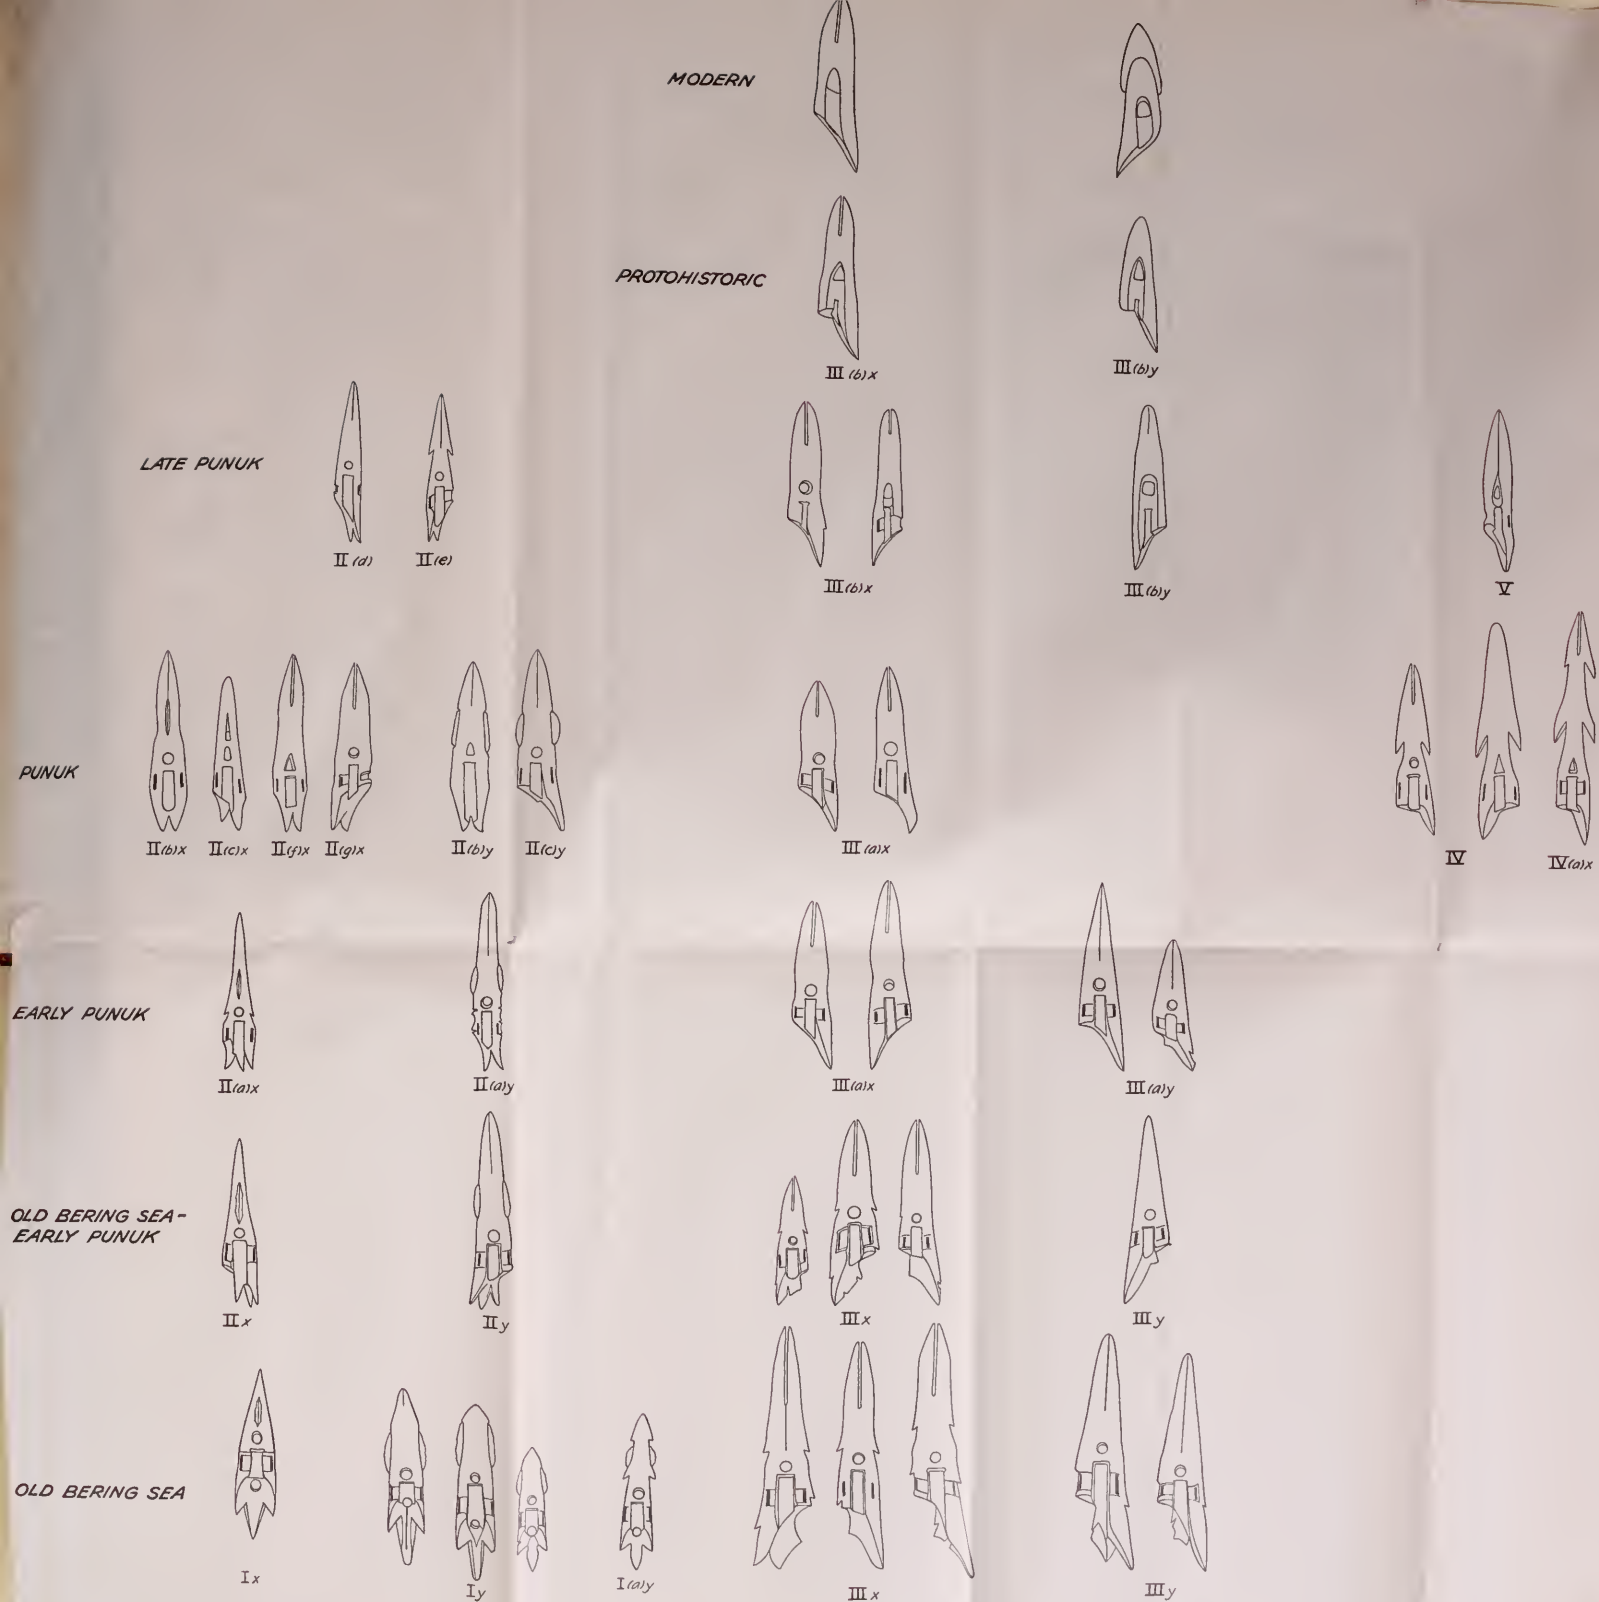 MODERN
PROTOHISTORIC
III (b) x
III (b) y
LATE PUNUK
II (d)
II (e)
III (b) x
III (b) y
V
PUNUK
II (b) x
II (c) x
II (f) x
II (g) x
II (b) y
II (c) y
III (a) x
IV
IV (a) x
EARLY PUNUK
II (a) x
II (a) y
III (a) x
III (a) y
OLD BERING SEA-
EARLY PUNUK
II x
II y
III x
III y
OLD BERING SEA
I x
I y
I (a) y
III x
III y